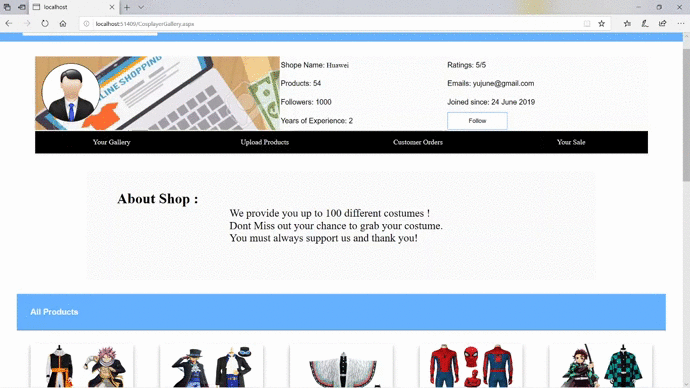 localhost
localhost:51409/CosplayerGallery.aspx
ONLINE SHOPPING
Shope Name: Huawei
Ratings: 5/5
Products: 54
Emails: yujune@gmail.com
Followers: 1000
Joined since: 24 June 2019
Years of Experience: 2
Follow
Your Gallery
Upload Products
Customer Orders
Your Sale
About Shop :
We provide you up to 100 different costumes !
Dont Miss out your chance to grab your costume.
You must always support us and thank you!
All Products